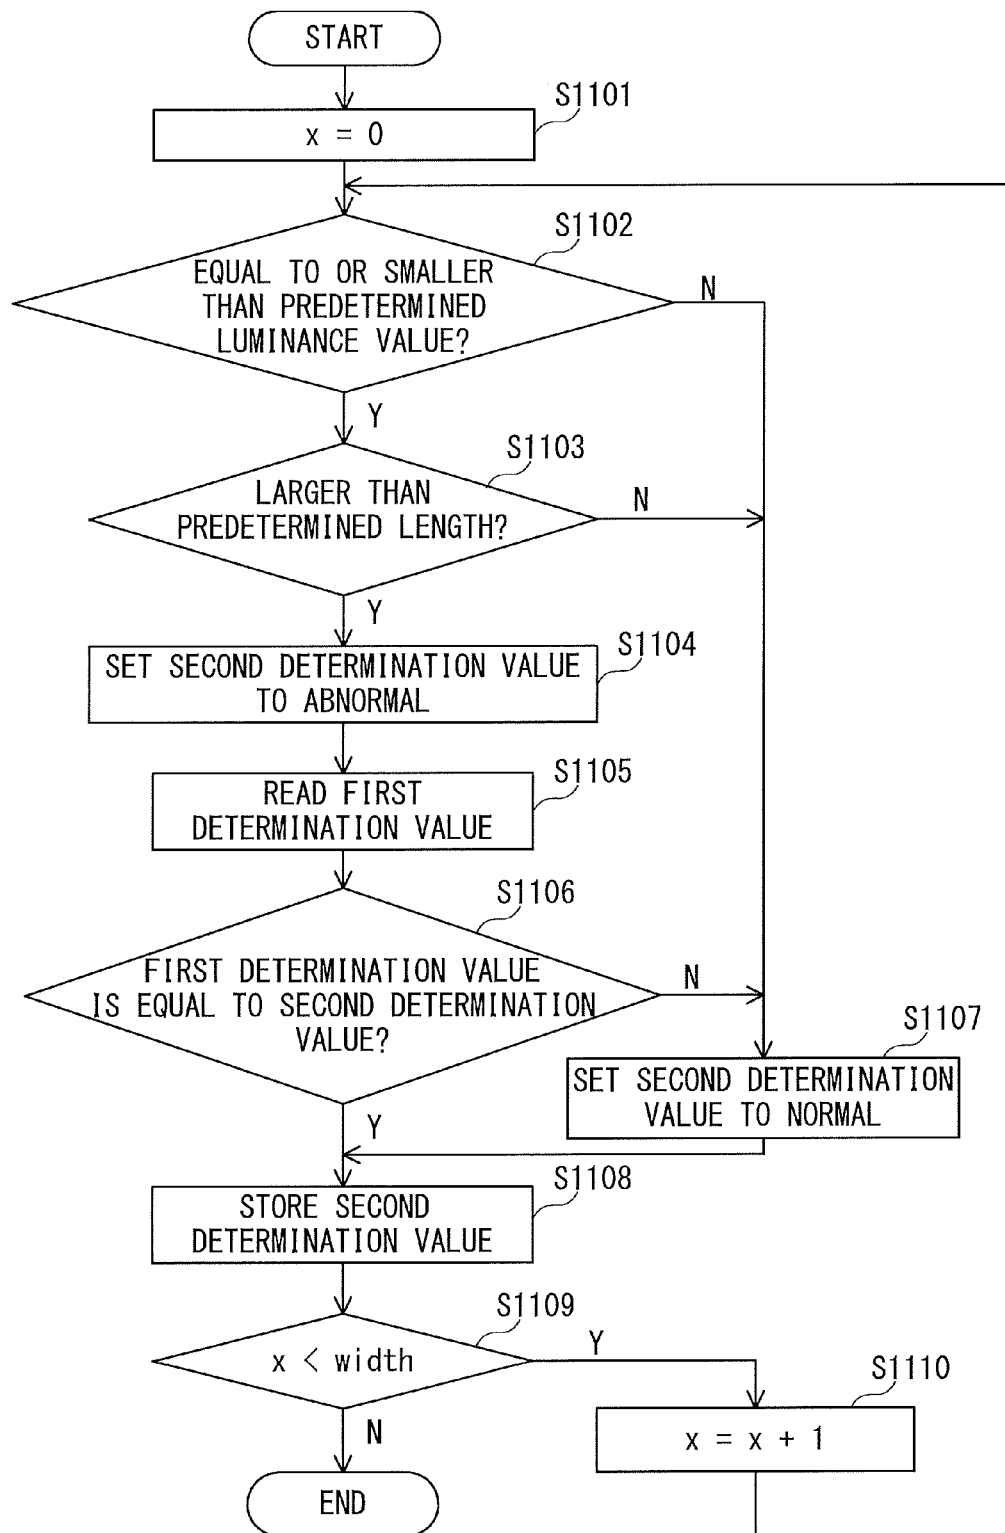 START
S1101
x = 0
S1102
EQUAL TO OR SMALLER
THAN PREDETERMINED
LUMINANCE VALUE?
N
Y
S1103
LARGER THAN
PREDETERMINED LENGTH?
N
Y
S1104
SET SECOND DETERMINATION VALUE
TO ABNORMAL
S1105
READ FIRST
DETERMINATION VALUE
S1106
FIRST DETERMINATION VALUE
IS EQUAL TO SECOND DETERMINATION
VALUE?
N
Y
S1107
SET SECOND DETERMINATION
VALUE TO NORMAL
S1108
STORE SECOND
DETERMINATION VALUE
S1109
x < width
Y
N
S1110
x = x + 1
END